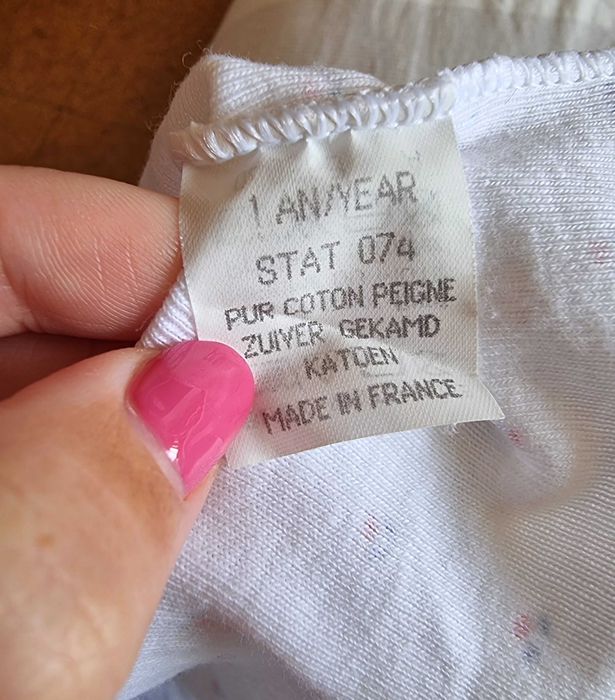 1 AN/YEAR
STAT 074
PUR COTON PEIGNE
ZUIVER GEKAMD
KATOEN
MADE IN FRANCE